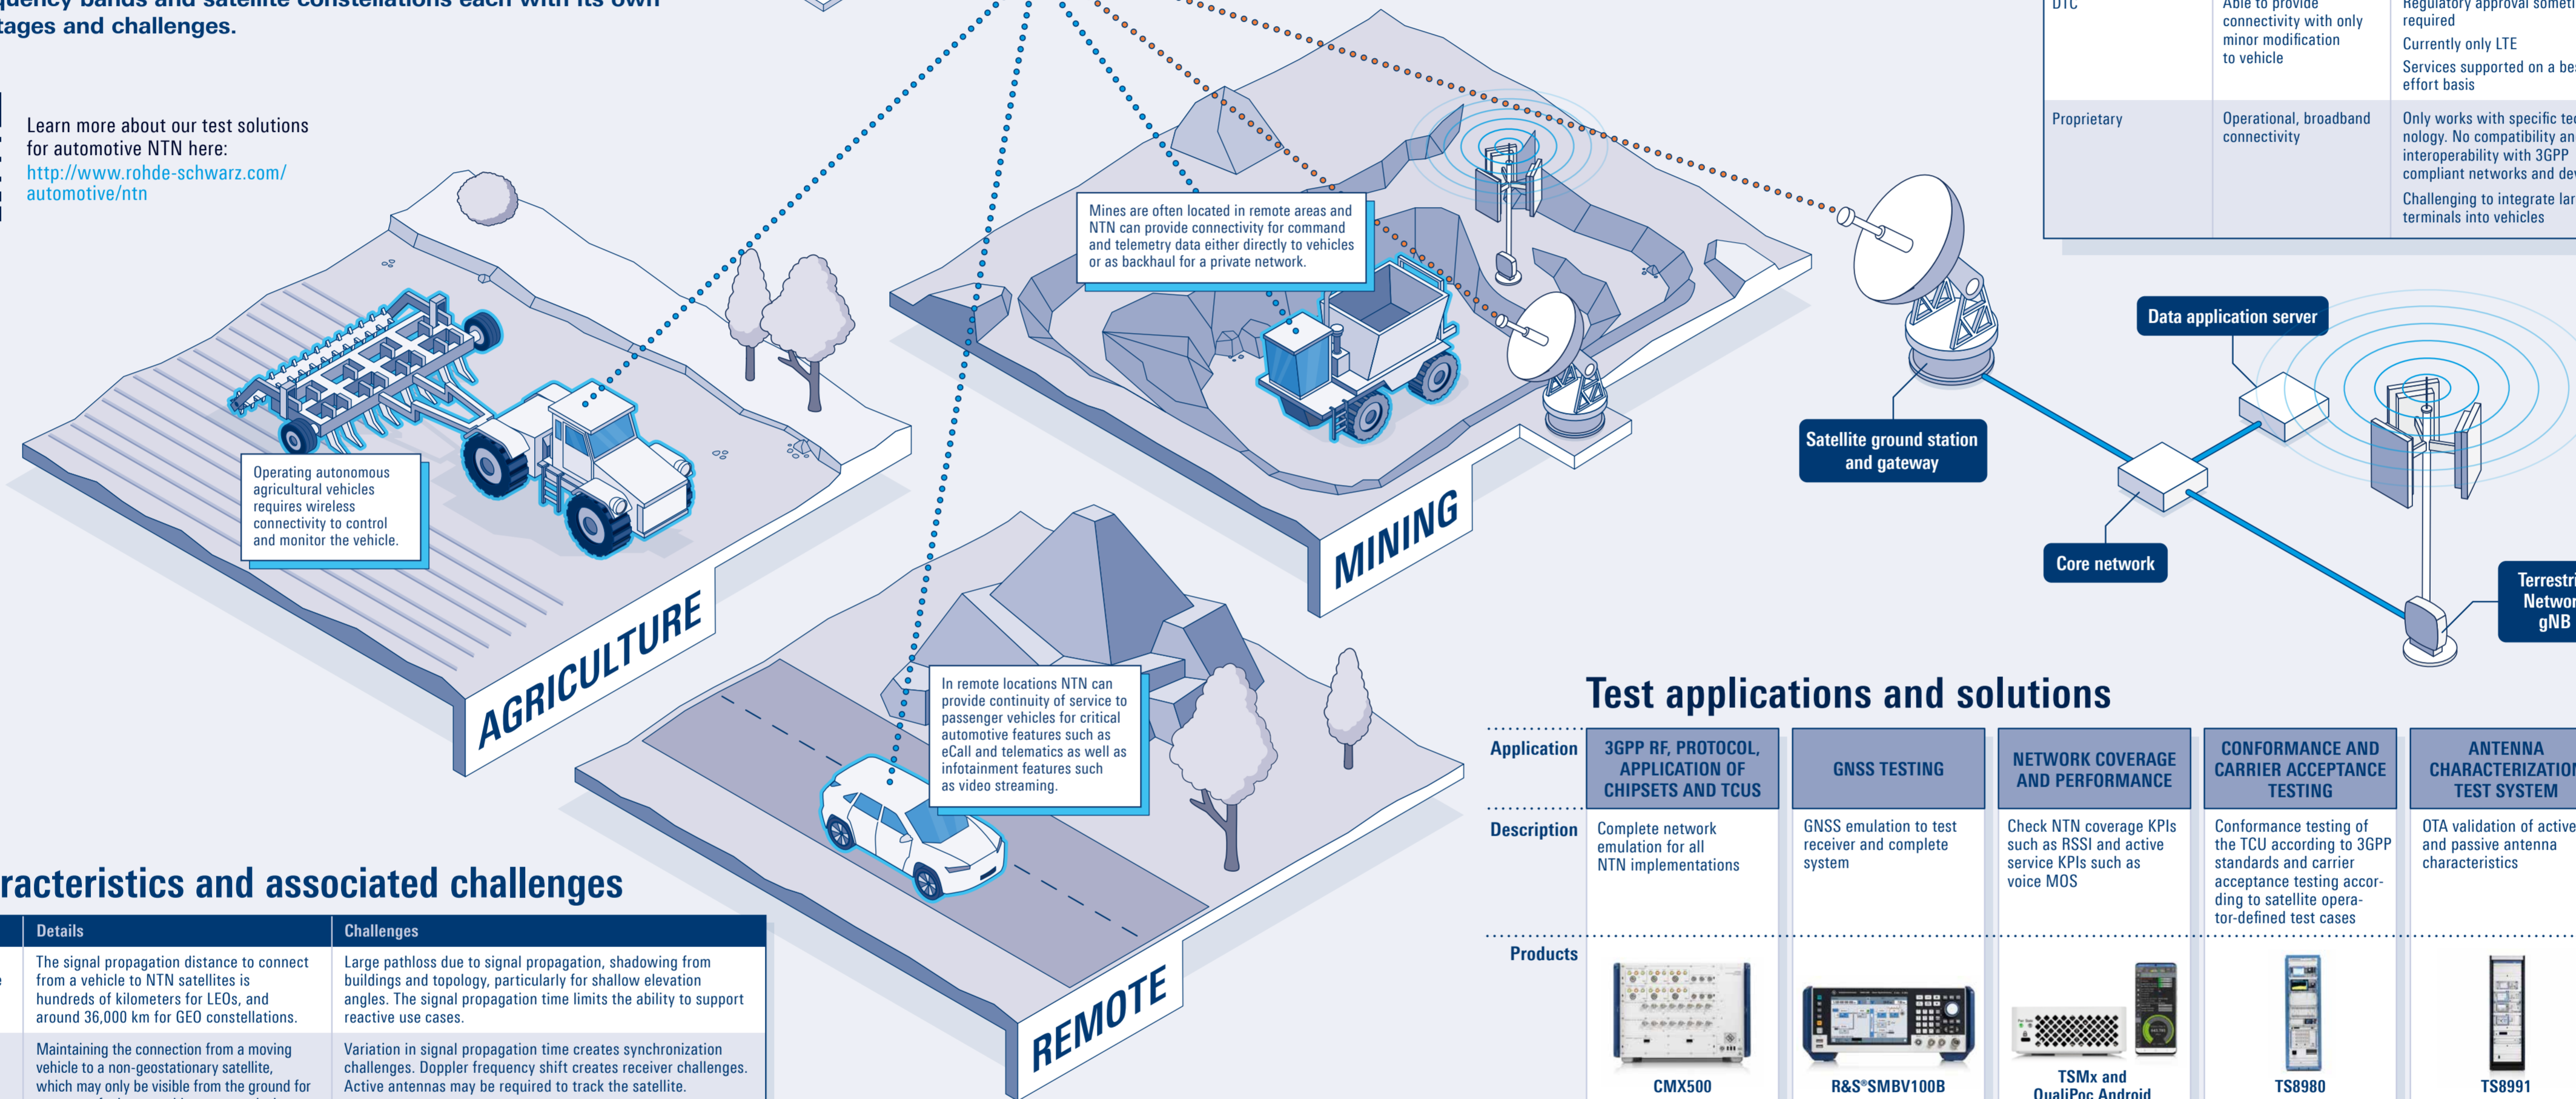 and satellite constellations each with its own
and challenges.
Learn more about our test solutions
for automotive NTN here:
http://www.rohde-schwarz.com/
automotive/ntn
Operating autonomous
agricultural vehicles
requires wireless
connectivity to control
and monitor the vehicle.
AGRICULTURE
Mines are often located in remote areas and
NTN can provide connectivity for command
and telemetry data either directly to vehicles
or as backhaul for a private network.
MINING
In remote locations NTN can
provide continuity of service to
passenger vehicles for critical
automotive features such as
eCall and telematics as well as
infotainment features such
as video streaming.
REMOTE
DTC
Able to provide
connectivity with only
minor modification
to vehicle
Regulatory approval
required
Currently only LTE
Services supported on a
effort basis
Proprietary
Operational, broadband
connectivity
Only works with specific
nology. No compatibility
interoperability with 3GPP
compliant networks and
Challenging to integrate
terminals into vehicles
Data application server
Satellite ground station
and gateway
Core network
gNB
and associated challenges
Details
Challenges
The signal propagation distance to connect
from a vehicle to NTN satellites is
hundreds of kilometers for LEOs, and
around 36,000 km for GEO constellations.
Large pathloss due to signal propagation, shadowing from
buildings and topology, particularly for shallow elevation
angles. The signal propagation time limits the ability to support
reactive use cases.
Maintaining the connection from a moving
vehicle to a non-geostationary satellite,
which may only be visible from the ground for
Variation in signal propagation time creates synchronization
challenges. Doppler frequency shift creates receiver challenges.
Active antennas may be required to track the satellite.
Test applications and solutions
Application
3GPP RF, PROTOCOL,
APPLICATION OF
CHIPSETS AND TCUS
GNSS TESTING
NETWORK COVERAGE
AND PERFORMANCE
CONFORMANCE AND
CARRIER ACCEPTANCE
TESTING
ANTENNA
CHARACTERIZATION
TEST SYSTEM
Description
Complete network
emulation for all
NTN implementations
GNSS emulation to test
receiver and complete
system
Check NTN coverage KPIs
such as RSSI and active
service KPIs such as
voice MOS
Conformance testing of
the TCU according to 3GPP
standards and carrier
acceptance testing accor-
ding to satellite opera-
tor-defined test cases
OTA validation of active
and passive antenna
characteristics
Products
CMX500
R&S®SMBV100B
TSMx and
QualiPoc Android
TS8980
TS8991